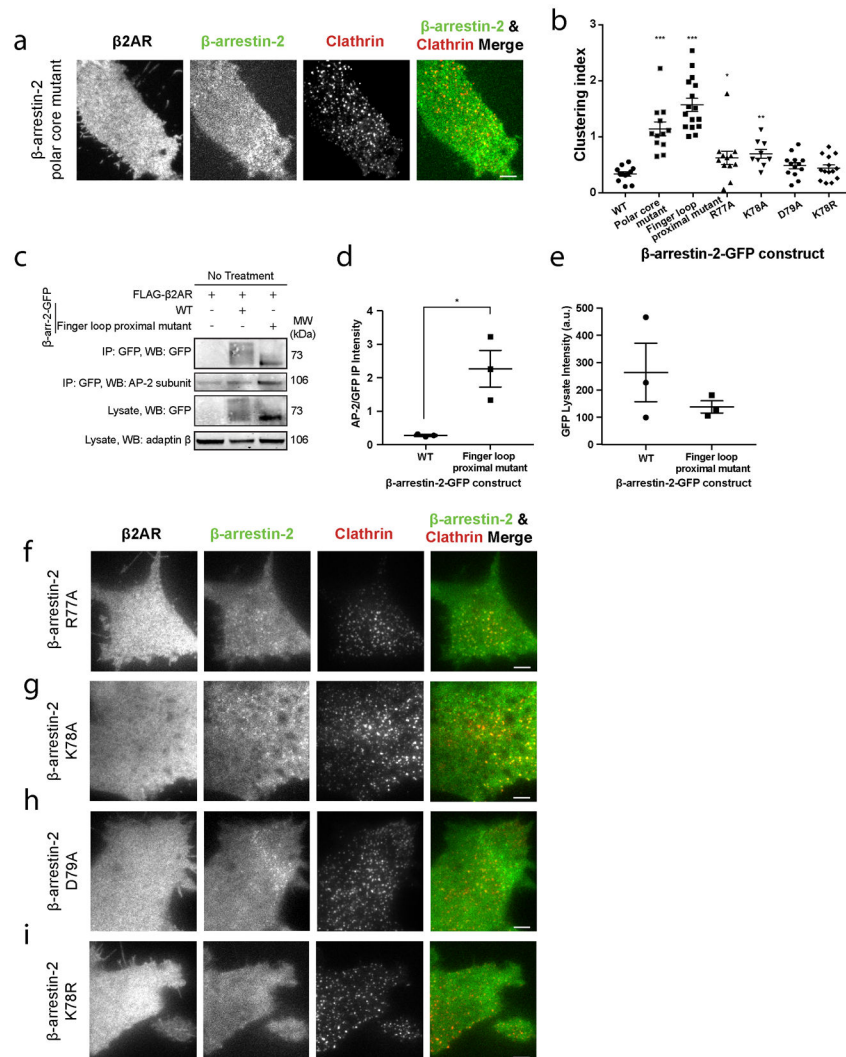 a
β2AR
β-arrestin-2
Clathrin
β-arrestin-2 &
Clathrin Merge
β-arrestin-2
polar core mutant
b
Clustering index
3
2
1
0
***
***
*
**
WT
Polar core
mutant
Finger loop
proximal mutant
R77A
K78A
D79A
K78R
β-arrestin-2-GFP construct
c
No Treatment
FLAG-β2AR + + +
β-arr-2-GFP
WT - + -
Finger loop proximal mutant - - +
MW
(kDa)
IP: GFP, WB: GFP 73
IP: GFP, WB: AP-2 subunit 106
Lysate, WB: GFP 73
Lysate, WB: adaptin β 106
d
AP-2/GFP IP Intensity
5
4
3
2
1
0
*
WT
Finger loop
proximal mutant
β-arrestin-2-GFP construct
e
GFP Lysate Intensity (a.u.)
500
400
300
200
100
0
WT
Finger loop
proximal mutant
β-arrestin-2-GFP construct
β2AR
β-arrestin-2
Clathrin
β-arrestin-2 &
Clathrin Merge
f
β-arrestin-2
R77A
g
β-arrestin-2
K78A
h
β-arrestin-2
D79A
i
β-arrestin-2
K78R